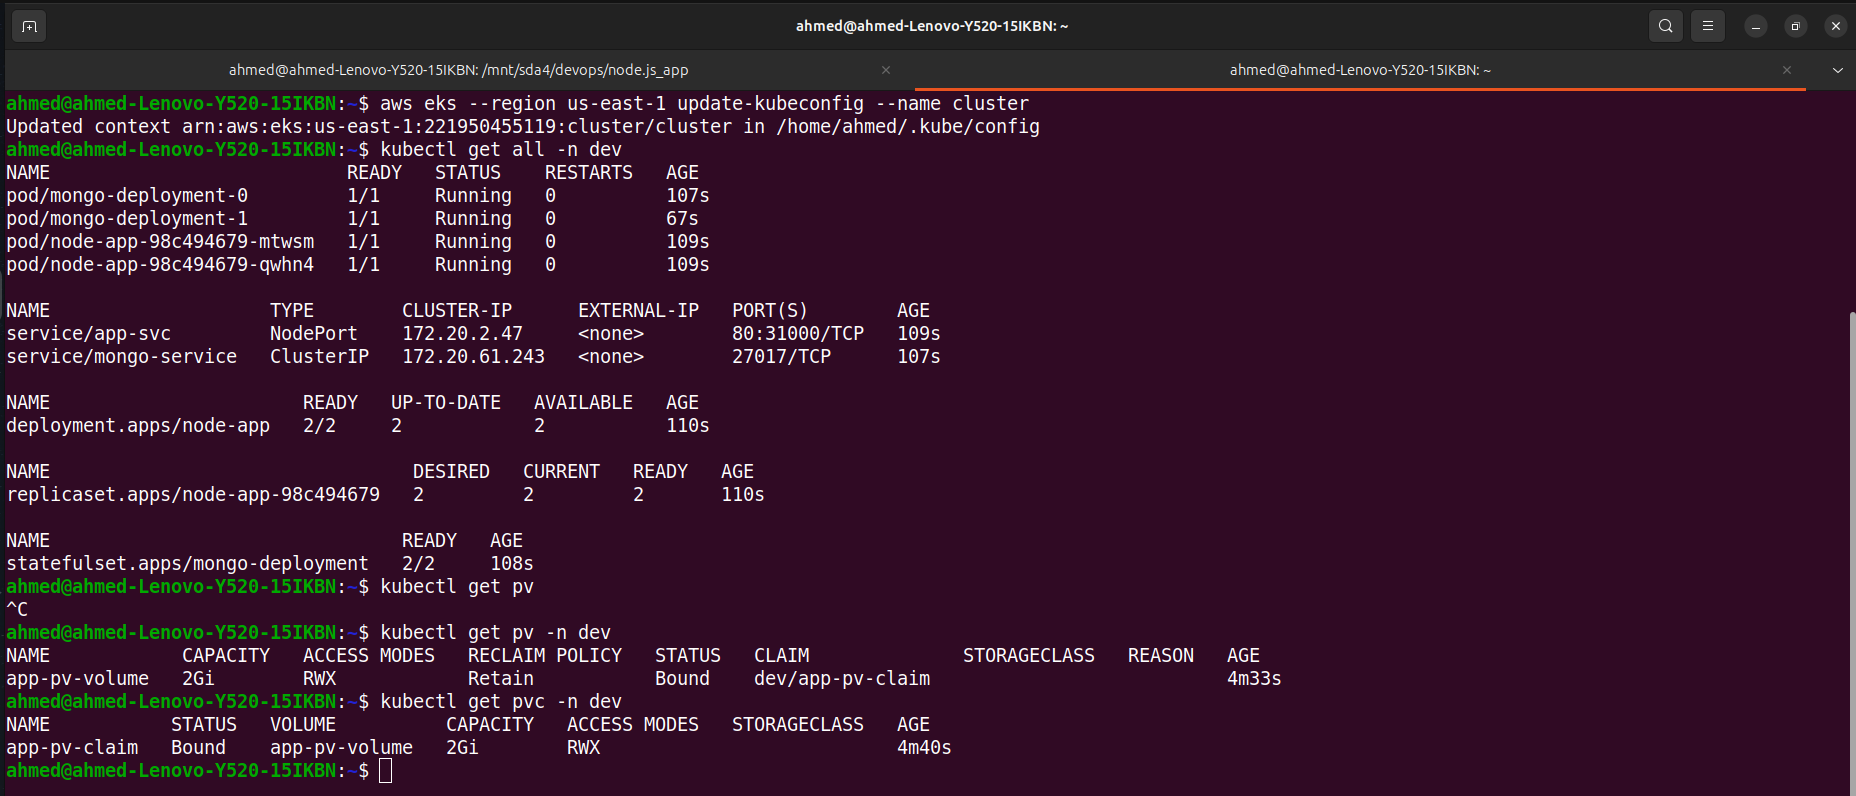 ahmed@ahmed-Lenovo-Y520-15IKBN: ~
ahmed@ahmed-Lenovo-Y520-15IKBN: /mnt/sda4/devops/node.js_app
ahmed@ahmed-Lenovo-Y520-15IKBN: ~
ahmed@ahmed-Lenovo-Y520-15IKBN:~$ aws eks --region us-east-1 update-kubeconfig --name cluster
Updated context arn:aws:eks:us-east-1:221950455119:cluster/cluster in /home/ahmed/.kube/config
ahmed@ahmed-Lenovo-Y520-15IKBN:~$ kubectl get all -n dev
NAME                           READY   STATUS    RESTARTS   AGE
pod/mongo-deployment-0         1/1     Running   0          107s
pod/mongo-deployment-1         1/1     Running   0          67s
pod/node-app-98c494679-mtwsm   1/1     Running   0          109s
pod/node-app-98c494679-qwhn4   1/1     Running   0          109s
NAME                    TYPE        CLUSTER-IP      EXTERNAL-IP   PORT(S)        AGE
service/app-svc         NodePort    172.20.2.47     <none>        80:31000/TCP   109s
service/mongo-service   ClusterIP   172.20.61.243   <none>        27017/TCP      107s
NAME                       READY   UP-TO-DATE   AVAILABLE   AGE
deployment.apps/node-app   2/2     2            2           110s
NAME                                 DESIRED   CURRENT   READY   AGE
replicaset.apps/node-app-98c494679   2         2         2       110s
NAME                                READY   AGE
statefulset.apps/mongo-deployment   2/2     108s
ahmed@ahmed-Lenovo-Y520-15IKBN:~$ kubectl get pv
^C
ahmed@ahmed-Lenovo-Y520-15IKBN:~$ kubectl get pv -n dev
NAME            CAPACITY   ACCESS MODES   RECLAIM POLICY   STATUS   CLAIM              STORAGECLASS   REASON   AGE
app-pv-volume   2Gi        RWX            Retain           Bound    dev/app-pv-claim                           4m33s
ahmed@ahmed-Lenovo-Y520-15IKBN:~$ kubectl get pvc -n dev
NAME           STATUS   VOLUME          CAPACITY   ACCESS MODES   STORAGECLASS   AGE
app-pv-claim   Bound    app-pv-volume   2Gi        RWX                           4m40s
ahmed@ahmed-Lenovo-Y520-15IKBN:~$